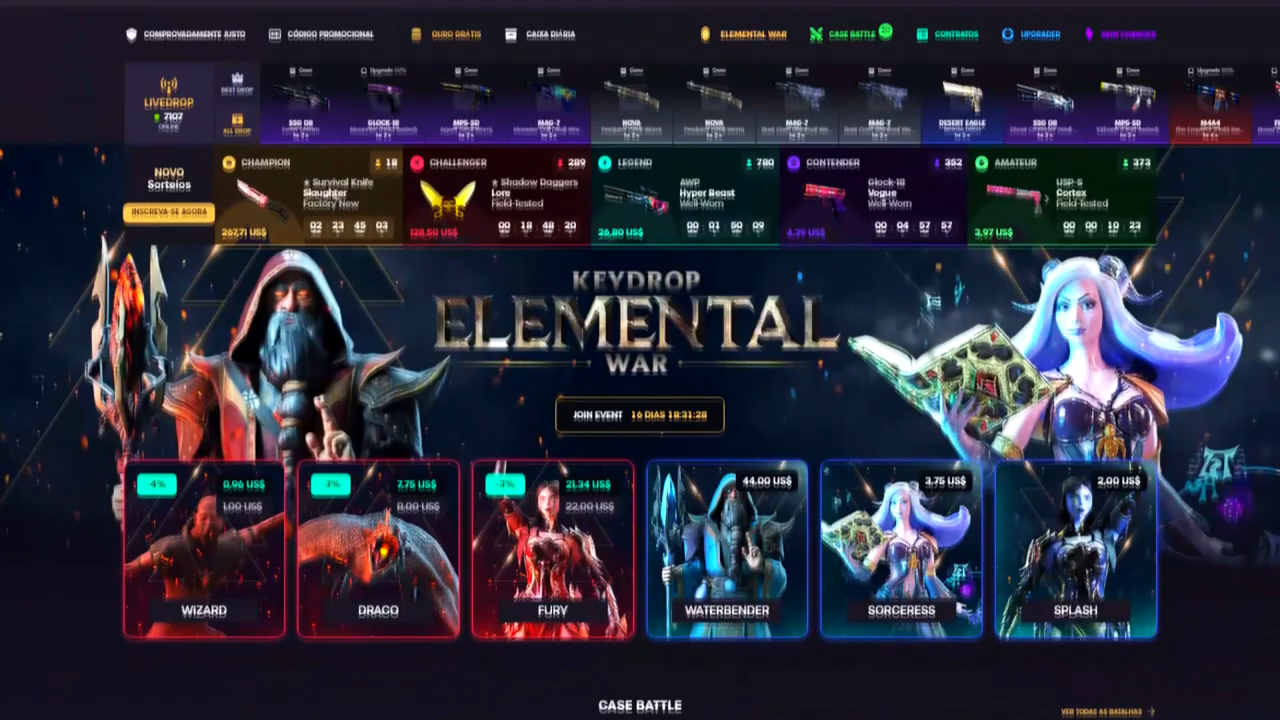 COMPROVADAMENTE JUSTO
CÓDIGO PROMOCIONAL
OURO GRÁTIS
CAIXA DIÁRIA
ELEMENTAL WAR
CASE BATTLE
CONTRATOS
UPGRADER
SKIN CHANGER
LIVEDROP
7107
ONLINE
BEST DROP
ALL DROP
SSG 08
GLOCK-18
MP5-SD
MAG-7
NOVA
NOVA
MAG-7
MAG-7
DESERT EAGLE
SSG 08
MP5-SD
M4A4
NOVO
Sorteios
INSCREVA-SE AGORA
CHAMPION
18
★ Survival Knife
Slaughter
Factory New
267,71 US$
02 23 45 03
CHALLENGER
289
★ Shadow Daggers
Lore
Field-Tested
128,50 US$
00 18 48 20
LEGEND
780
AWP
Hyper Beast
Well-Worn
26,80 US$
00 01 50 09
CONTENDER
352
Glock-18
Vogue
Well-Worn
4,39 US$
00 04 57 57
AMATEUR
373
USP-S
Cortex
Field-Tested
3,97 US$
00 00 10 23
KEYDROP
ELEMENTAL
WAR
JOIN EVENT 16 DIAS 18:31:28
-4%
0,96 US$
1,00 US$
WIZARD
-3%
7,75 US$
8,00 US$
DRACO
-3%
21,34 US$
22,00 US$
FURY
44,00 US$
WATERBENDER
3,75 US$
SORCERESS
2,00 US$
SPLASH
CASE BATTLE
VER TODAS AS BATALHAS